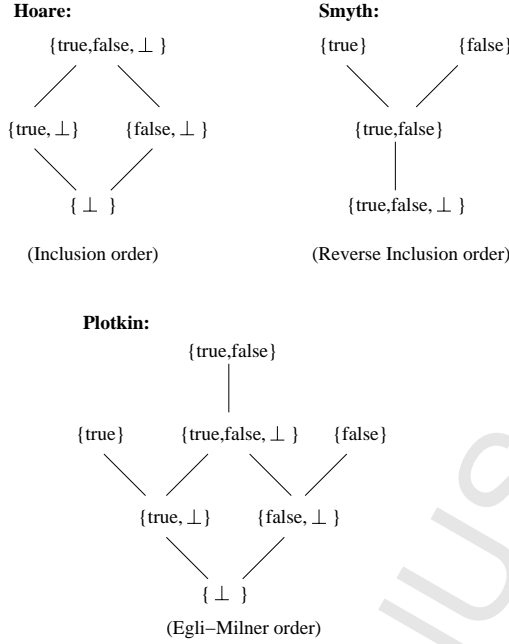 Hoare:
{true,false, ⊥ }
{true, ⊥}
{false, ⊥ }
{ ⊥ }
(Inclusion order)
Smyth:
{true}
{false}
{true,false}
{true,false, ⊥ }
(Reverse Inclusion order)
Plotkin:
{true,false}
{true}
{true,false, ⊥ }
{false}
{true, ⊥}
{false, ⊥ }
{ ⊥ }
(Egli–Milner order)